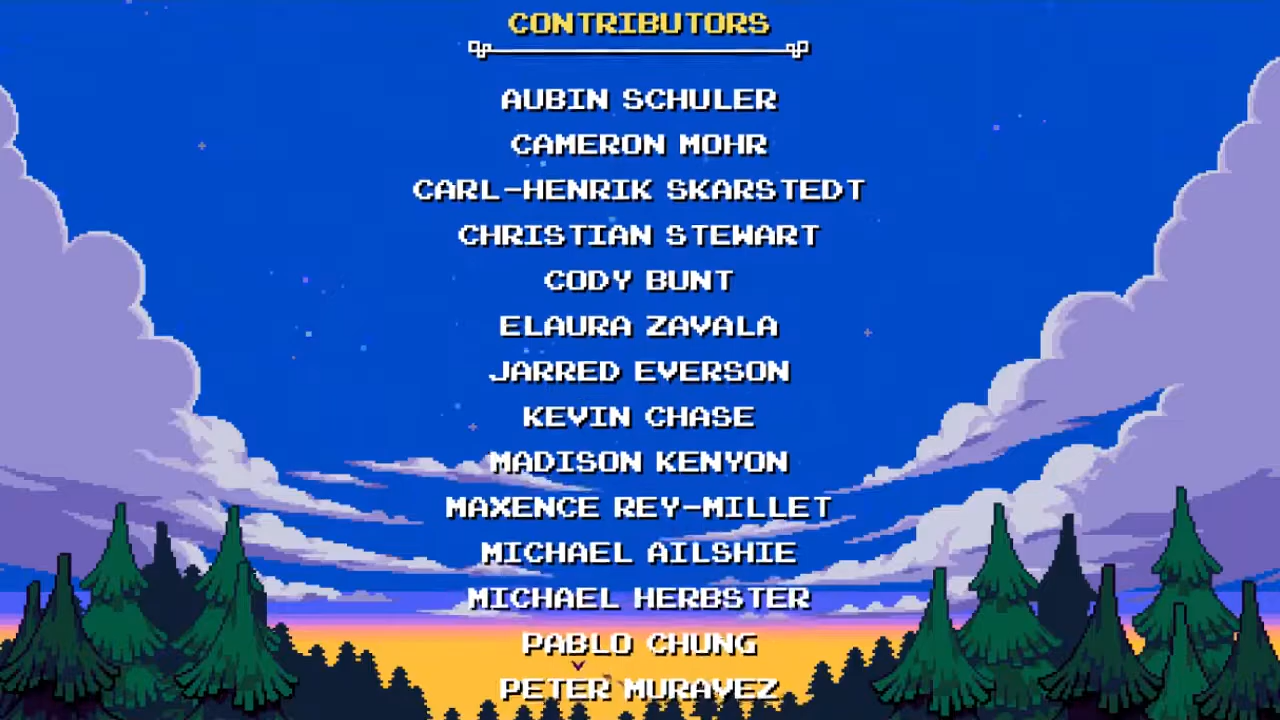 CONTRIBUTORS
AUBIN SCHULER
CAMERON MOHR
CARL-HENRIK SKARSTEDT
CHRISTIAN STEWART
CODY BUNT
ELAURA ZAVALA
JARRED EVERSON
KEVIN CHASE
MADISON KENYON
MAXENCE REY-MILLET
MICHAEL AILSHIE
MICHAEL HERBSTER
PABLO CHUNG
PETER MURAVEZ